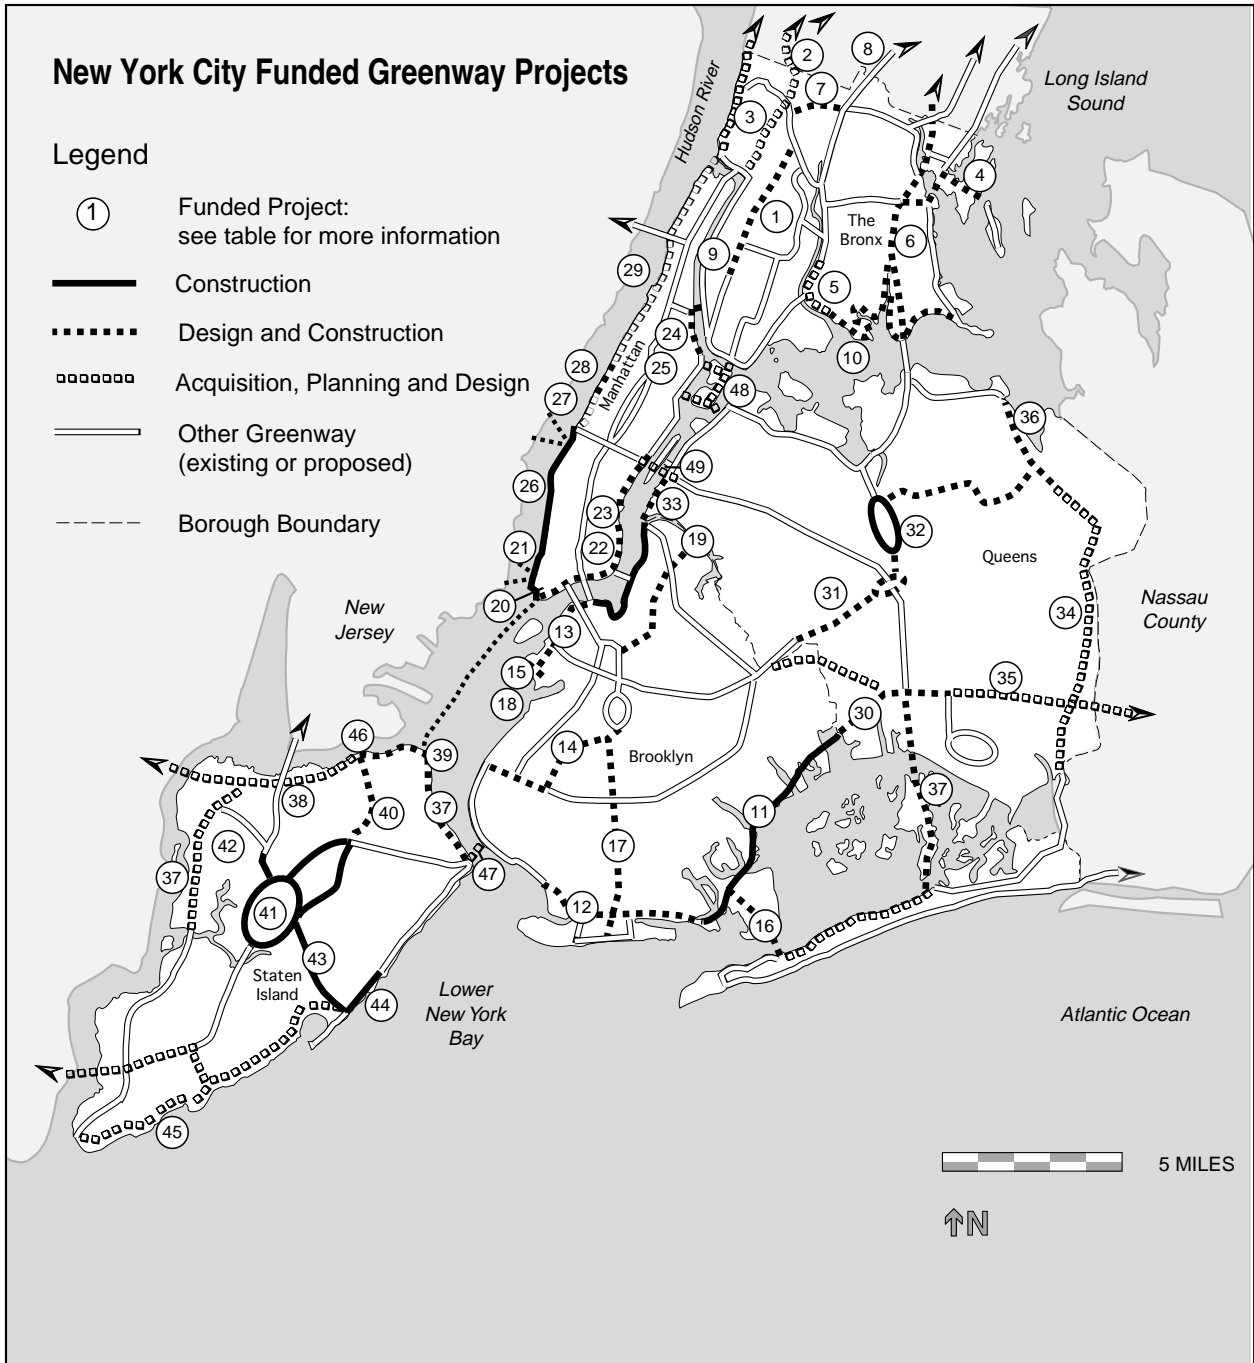 New York City Funded Greenway Projects
Legend
1
Funded Project:
see table for more information
Construction
Design and Construction
Acquisition, Planning and Design
Other Greenway
(existing or proposed)
Borough Boundary
Hudson River
Long Island
Sound
2
8
7
3
4
1
The
Bronx
6
9
5
29
10
24
25
Manhattan
28
27
48
36
49
26
33
23
19
32
22
21
Queens
20
31
New
Jersey
Nassau
County
34
13
15
18
35
30
46
39
14
Brooklyn
38
40
37
37
11
42
17
47
37
41
12
16
43
Staten
Island
44
Lower
New York
Bay
Atlantic Ocean
45
5 MILES
N